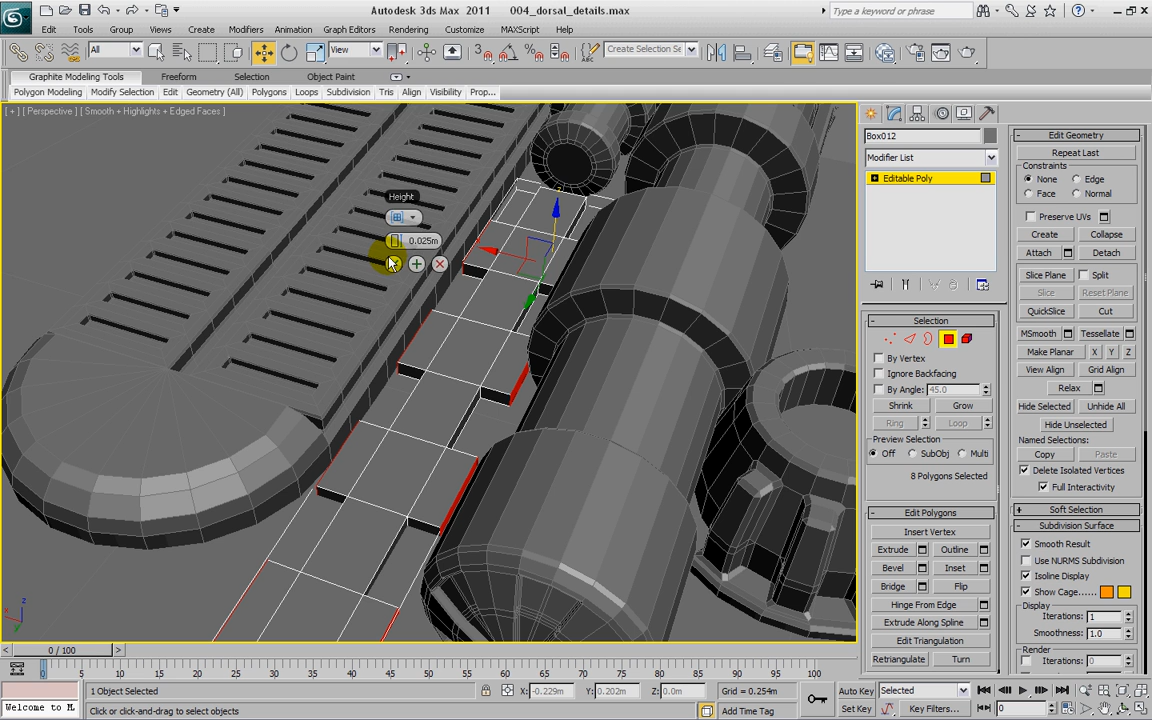 Autodesk 3ds Max 2011 004_dorsal_details.max
Type a keyword or phrase
Edit Tools Group Views Create Modifiers Animation Graph Editors Rendering Customize MAXScript Help
All View Create Selection Se
Graphite Modeling Tools Freeform Selection Object Paint
Polygon Modeling Modify Selection Edit Geometry (All) Polygons Loops Subdivision Tris Align Visibility Prop...
[ + ] [ Perspective ] [ Smooth + Highlights + Edged Faces ]
Height
0.025m
Box012
Modifier List
Editable Poly
Selection
By Vertex
Ignore Backfacing
By Angle: 45.0
Shrink Grow
Ring Loop
Preview Selection
Off SubObj Multi
8 Polygons Selected
Edit Polygons
Insert Vertex
Extrude Outline
Bevel Inset
Bridge Flip
Hinge From Edge
Extrude Along Spline
Edit Triangulation
Retriangulate Turn
Edit Geometry
Repeat Last
Constraints
None Edge
Face Normal
Preserve UVs
Create Collapse
Attach Detach
Slice Plane Split
Slice Reset Plane
QuickSlice Cut
MSmooth Tessellate
Make Planar X Y Z
View Align Grid Align
Relax
Hide Selected Unhide All
Hide Unselected
Named Selections:
Copy Paste
Delete Isolated Vertices
Full Interactivity
Soft Selection
Subdivision Surface
Smooth Result
Use NURMS Subdivision
Isoline Display
Show Cage......
Display
Iterations: 1
Smoothness: 1.0
Render
Iterations: 0
0 / 100
0 5 10 15 20 25 30 35 40 45 50 55 60 65 70 75 80 85 90 95 100
1 Object Selected X: -0.229m Y: 0.202m Z: 0.0m Grid = 0.254m Auto Key Selected
Welcome to M Click or click-and-drag to select objects Add Time Tag Set Key Key Filters... 0